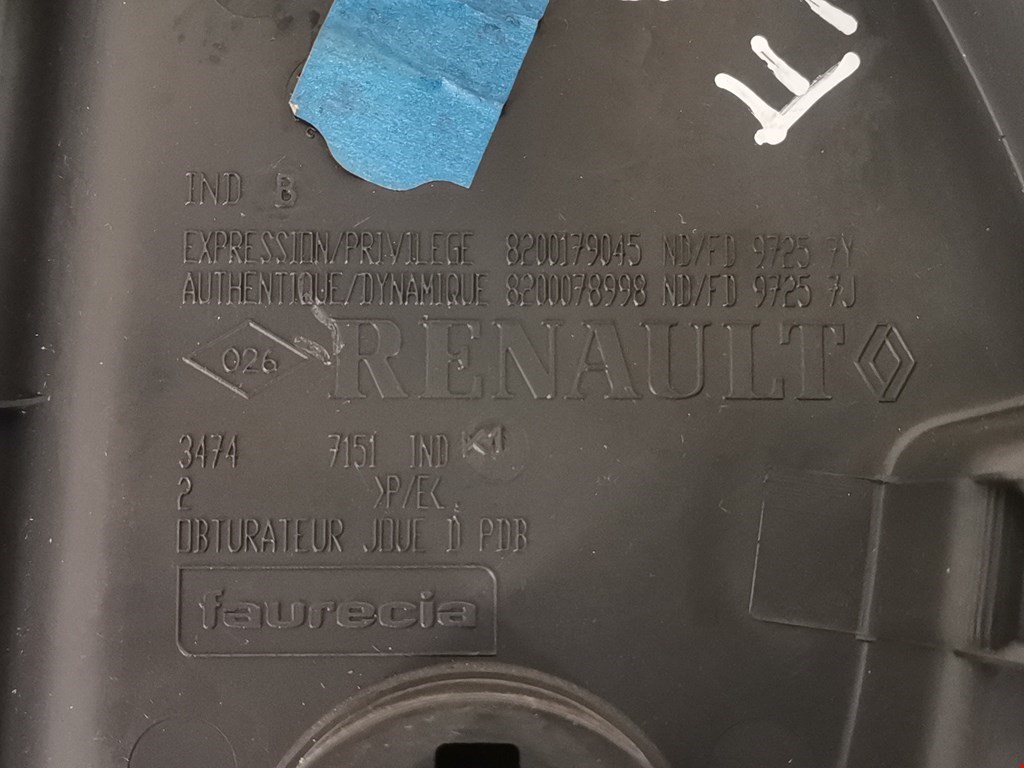 IND B
EXPRESSION/PRIVILEGE 8200179045 ND/FD 9725 7Y
AUTHENTIQUE/DYNAMIQUE 8200078998 ND/FD 9725 7J
026 RENAULT
3474 7151 IND K1
2 >P/E<
OBTURATEUR JOUE D PDB
faurecia